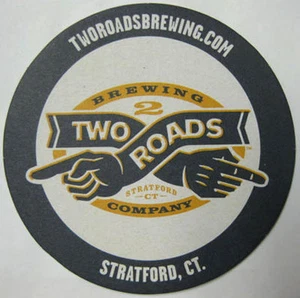 TWOROADSBREWING.COM
BREWING
2
TWO ROADS
STRATFORD
CT
COMPANY
STRATFORD, CT.